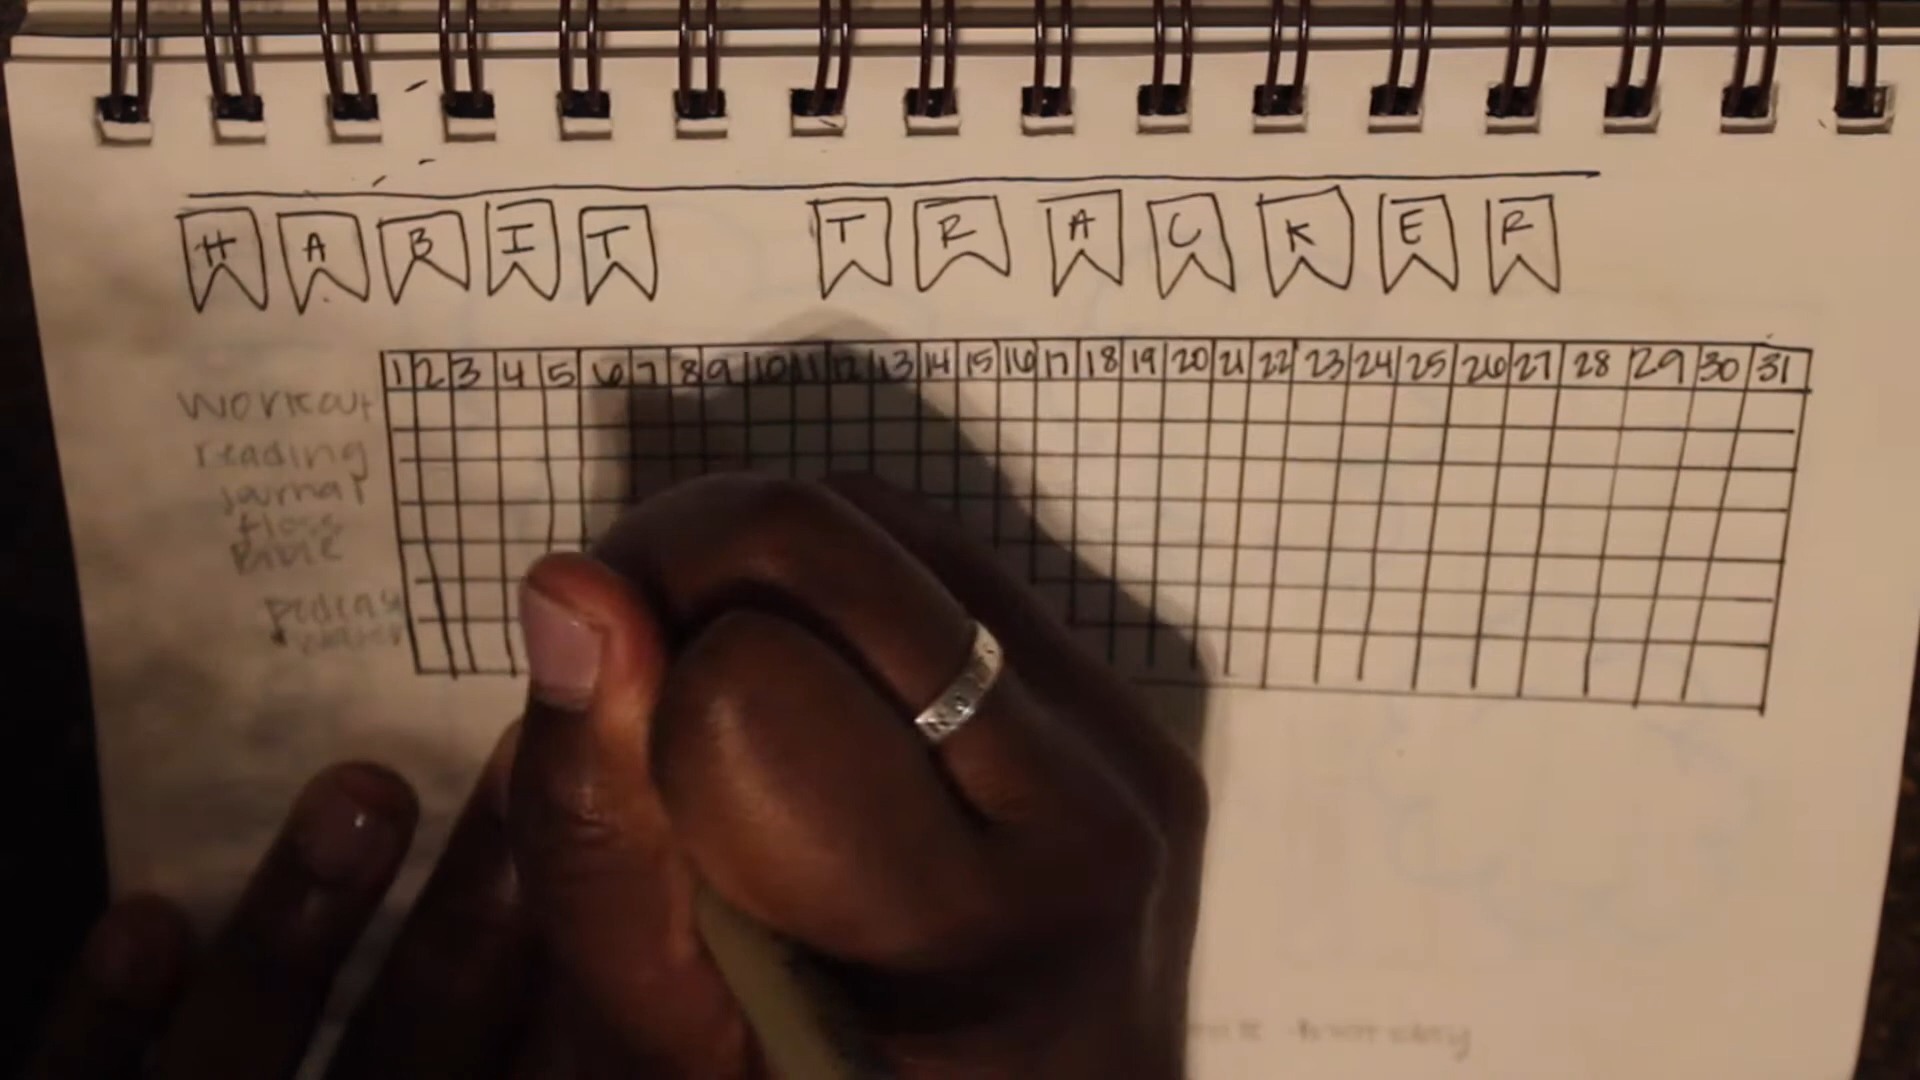 HABIT TRACKER
1 2 3 4 5 6 7 8 9 10 11 12 13 14 15 16 17 18 19 20 21 22 23 24 25 26 27 28 29 30 31
workout
reading
journal
floss
Bible